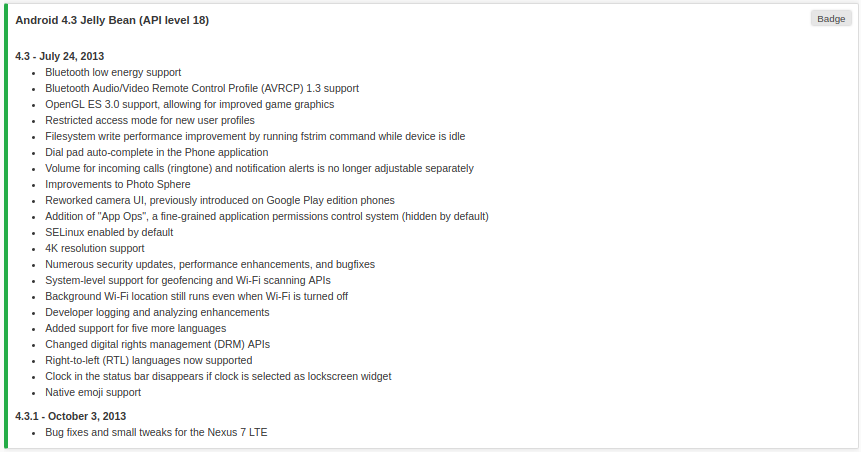 Android 4.3 Jelly Bean (API level 18)
Badge
4.3 - July 24, 2013
Bluetooth low energy support
Bluetooth Audio/Video Remote Control Profile (AVRCP) 1.3 support
OpenGL ES 3.0 support, allowing for improved game graphics
Restricted access mode for new user profiles
Filesystem write performance improvement by running fstrim command while device is idle
Dial pad auto-complete in the Phone application
Volume for incoming calls (ringtone) and notification alerts is no longer adjustable separately
Improvements to Photo Sphere
Reworked camera UI, previously introduced on Google Play edition phones
Addition of "App Ops", a fine-grained application permissions control system (hidden by default)
SELinux enabled by default
4K resolution support
Numerous security updates, performance enhancements, and bugfixes
System-level support for geofencing and Wi-Fi scanning APIs
Background Wi-Fi location still runs even when Wi-Fi is turned off
Developer logging and analyzing enhancements
Added support for five more languages
Changed digital rights management (DRM) APIs
Right-to-left (RTL) languages now supported
Clock in the status bar disappears if clock is selected as lockscreen widget
Native emoji support
4.3.1 - October 3, 2013
Bug fixes and small tweaks for the Nexus 7 LTE